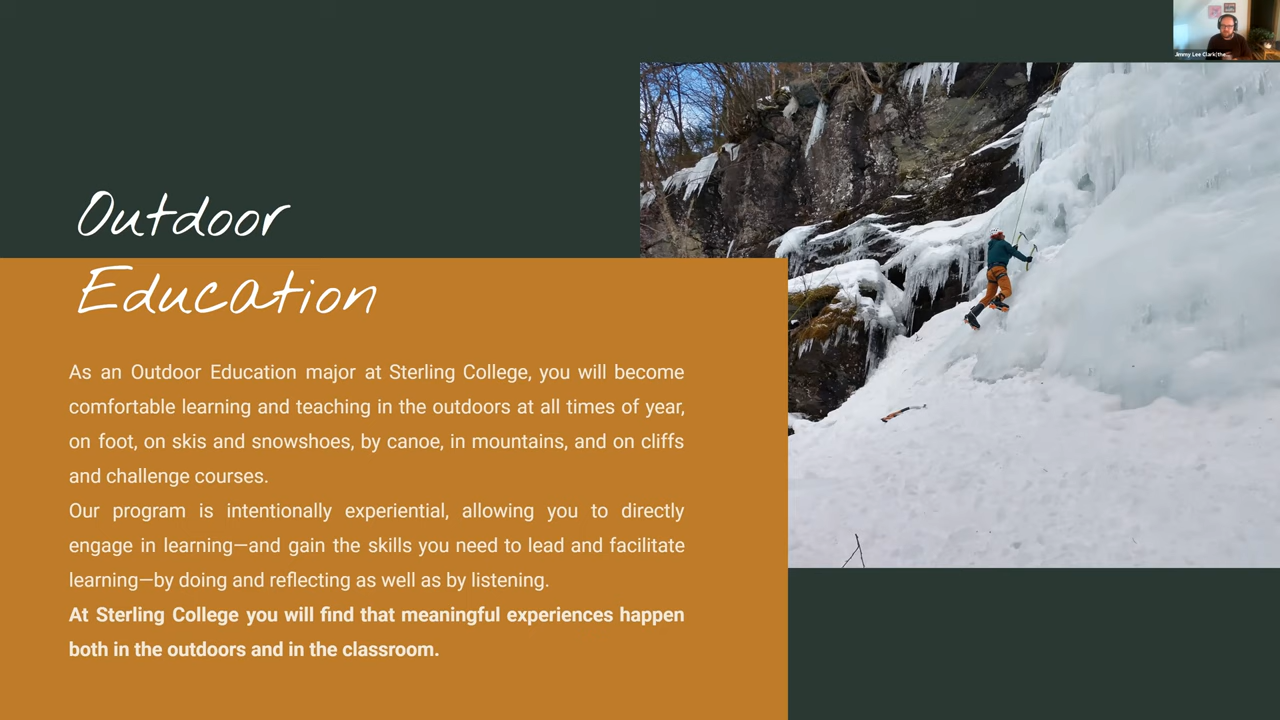 Jimmy Lee Clark(he...
Outdoor
Education
As an Outdoor Education major at Sterling College, you will become
comfortable learning and teaching in the outdoors at all times of year,
on foot, on skis and snowshoes, by canoe, in mountains, and on cliffs
and challenge courses.
Our program is intentionally experiential, allowing you to directly
engage in learning—and gain the skills you need to lead and facilitate
learning—by doing and reflecting as well as by listening.
At Sterling College you will find that meaningful experiences happen
both in the outdoors and in the classroom.